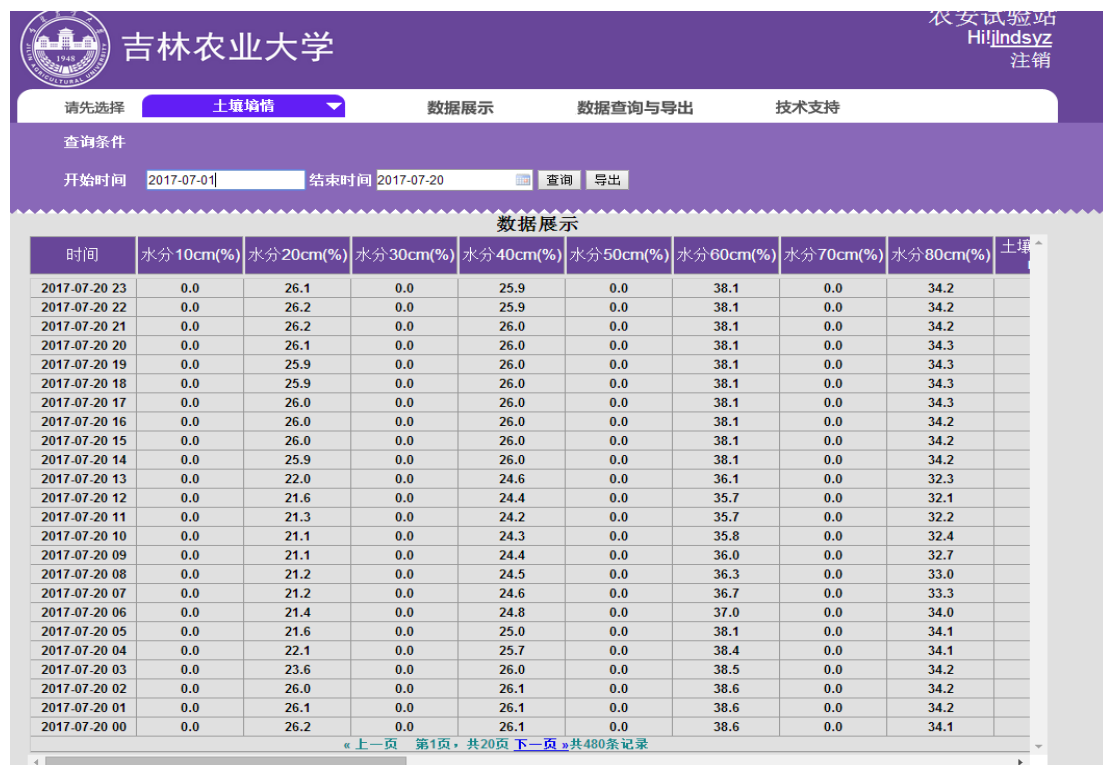 农安试验站
Hi!jlndsyz
注销
JILIN AGRICULTURAL UNIVERSITY
1948
吉林农业大学
请先选择 土壤墒情 数据展示 数据查询与导出 技术支持
查询条件
开始时间 2017-07-01 结束时间 2017-07-20 查询 导出
数据展示
时间 水分10cm(%) 水分20cm(%) 水分30cm(%) 水分40cm(%) 水分50cm(%) 水分60cm(%) 水分70cm(%) 水分80cm(%) 土壤
2017-07-20 23 0.0 26.1 0.0 25.9 0.0 38.1 0.0 34.2
2017-07-20 22 0.0 26.2 0.0 25.9 0.0 38.1 0.0 34.2
2017-07-20 21 0.0 26.2 0.0 26.0 0.0 38.1 0.0 34.2
2017-07-20 20 0.0 26.1 0.0 26.0 0.0 38.1 0.0 34.3
2017-07-20 19 0.0 25.9 0.0 26.0 0.0 38.1 0.0 34.3
2017-07-20 18 0.0 25.9 0.0 26.0 0.0 38.1 0.0 34.3
2017-07-20 17 0.0 26.0 0.0 26.0 0.0 38.1 0.0 34.3
2017-07-20 16 0.0 26.0 0.0 26.0 0.0 38.1 0.0 34.2
2017-07-20 15 0.0 26.0 0.0 26.0 0.0 38.1 0.0 34.2
2017-07-20 14 0.0 25.9 0.0 26.0 0.0 38.1 0.0 34.2
2017-07-20 13 0.0 22.0 0.0 24.6 0.0 36.1 0.0 32.3
2017-07-20 12 0.0 21.6 0.0 24.4 0.0 35.7 0.0 32.1
2017-07-20 11 0.0 21.3 0.0 24.2 0.0 35.7 0.0 32.2
2017-07-20 10 0.0 21.1 0.0 24.3 0.0 35.8 0.0 32.4
2017-07-20 09 0.0 21.1 0.0 24.4 0.0 36.0 0.0 32.7
2017-07-20 08 0.0 21.2 0.0 24.5 0.0 36.3 0.0 33.0
2017-07-20 07 0.0 21.2 0.0 24.6 0.0 36.7 0.0 33.3
2017-07-20 06 0.0 21.4 0.0 24.8 0.0 37.0 0.0 34.0
2017-07-20 05 0.0 21.6 0.0 25.0 0.0 38.1 0.0 34.1
2017-07-20 04 0.0 22.1 0.0 25.7 0.0 38.4 0.0 34.1
2017-07-20 03 0.0 23.6 0.0 26.0 0.0 38.5 0.0 34.2
2017-07-20 02 0.0 26.0 0.0 26.1 0.0 38.6 0.0 34.2
2017-07-20 01 0.0 26.1 0.0 26.1 0.0 38.6 0.0 34.2
2017-07-20 00 0.0 26.2 0.0 26.1 0.0 38.6 0.0 34.1
« 上一页 第1页，共20页 下一页 »共480条记录